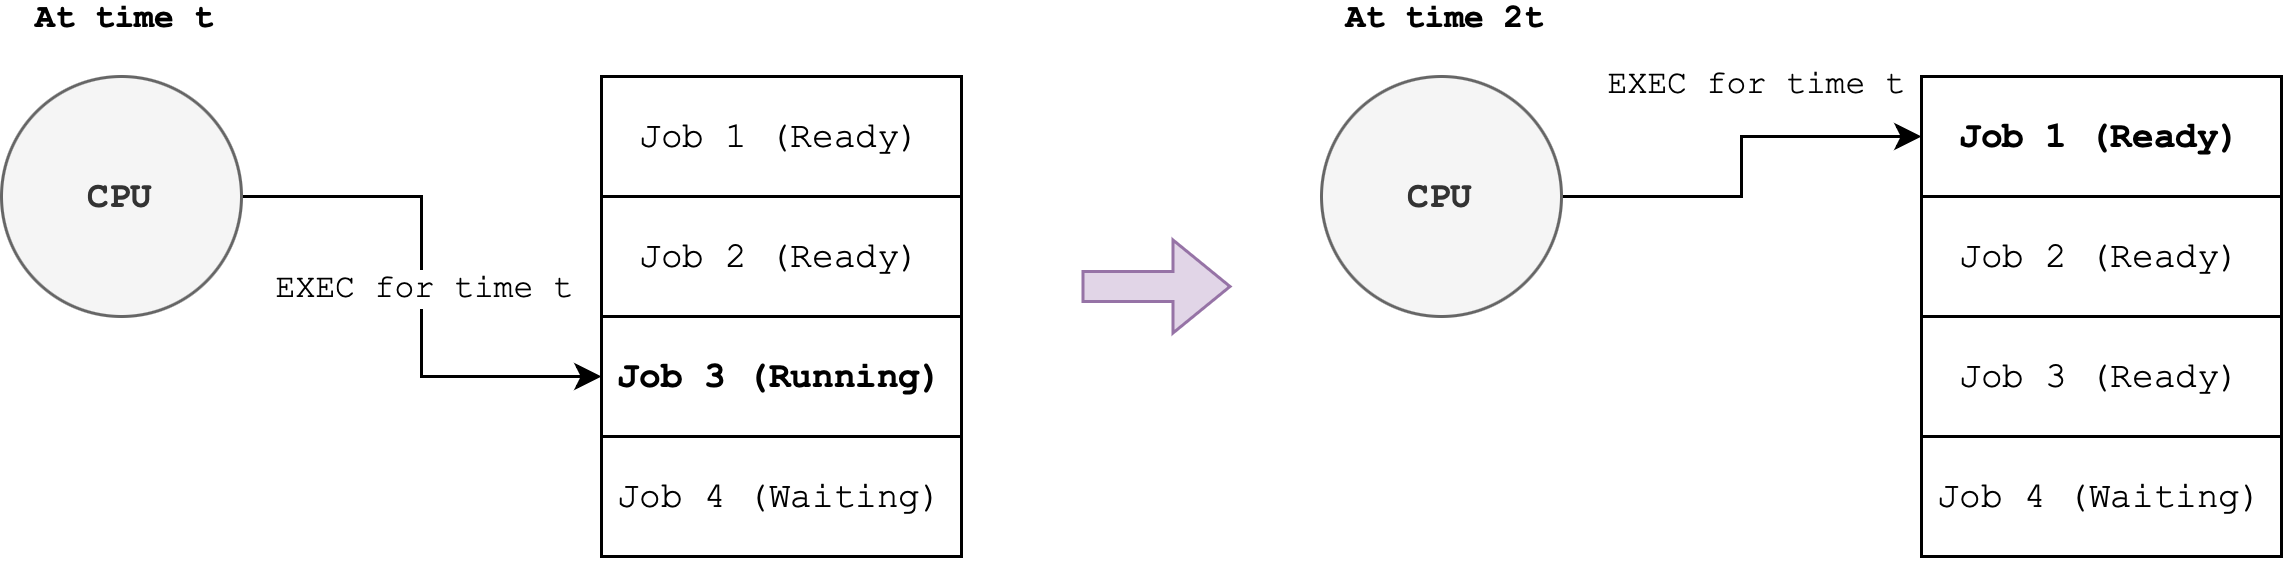 At time t
CPU
EXEC for time t
Job 1 (Ready)
Job 2 (Ready)
Job 3 (Running)
Job 4 (Waiting)
At time 2t
CPU
EXEC for time t
Job 1 (Ready)
Job 2 (Ready)
Job 3 (Ready)
Job 4 (Waiting)